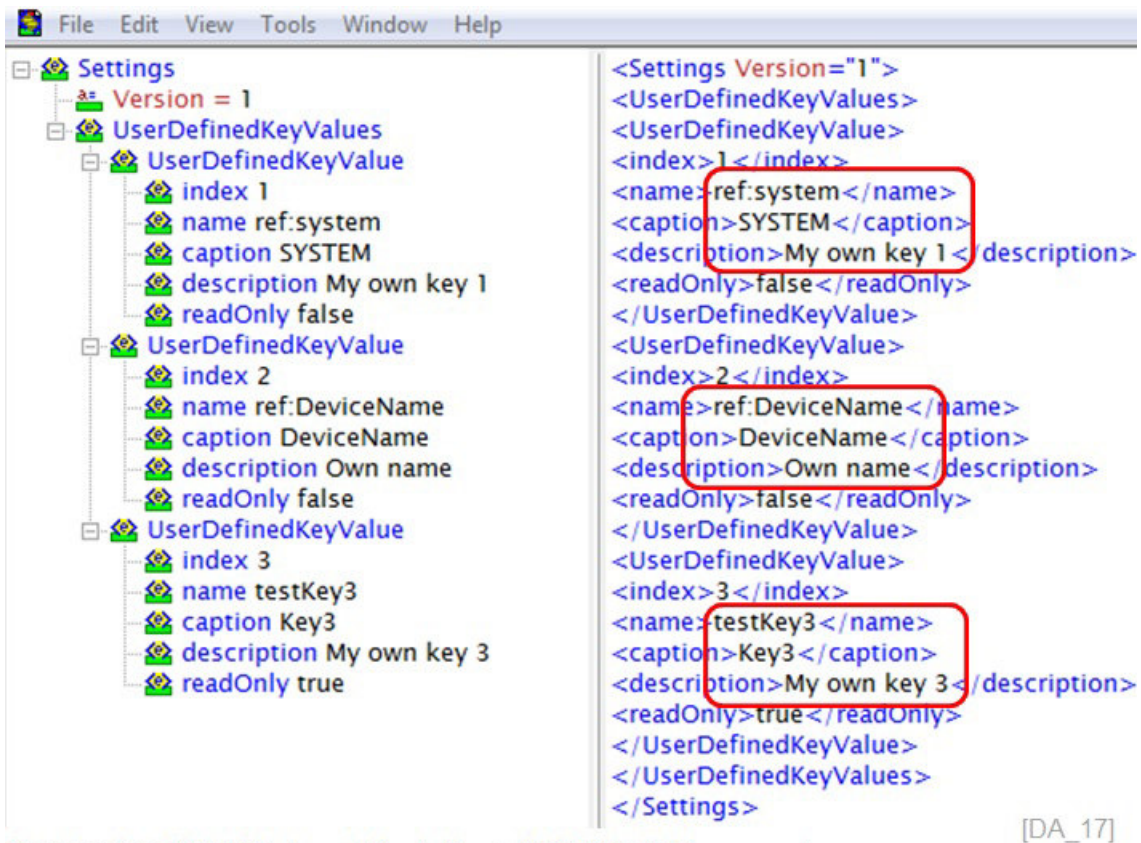 File Edit View Tools Window Help
Settings
a= Version = 1
UserDefinedKeyValues
UserDefinedKeyValue
index 1
name ref:system
caption SYSTEM
description My own key 1
readOnly false
UserDefinedKeyValue
index 2
name ref:DeviceName
caption DeviceName
description Own name
readOnly false
UserDefinedKeyValue
index 3
name testKey3
caption Key3
description My own key 3
readOnly true
<Settings Version="1">
<UserDefinedKeyValues>
<UserDefinedKeyValue>
<index>1</index>
<name>ref:system</name>
<caption>SYSTEM</caption>
<description>My own key 1</description>
<readOnly>false</readOnly>
</UserDefinedKeyValue>
<UserDefinedKeyValue>
<index>2</index>
<name>ref:DeviceName</name>
<caption>DeviceName</caption>
<description>Own name</description>
<readOnly>false</readOnly>
</UserDefinedKeyValue>
<UserDefinedKeyValue>
<index>3</index>
<name>testKey3</name>
<caption>Key3</caption>
<description>My own key 3</description>
<readOnly>true</readOnly>
</UserDefinedKeyValue>
</UserDefinedKeyValues>
</Settings>
[DA_17]